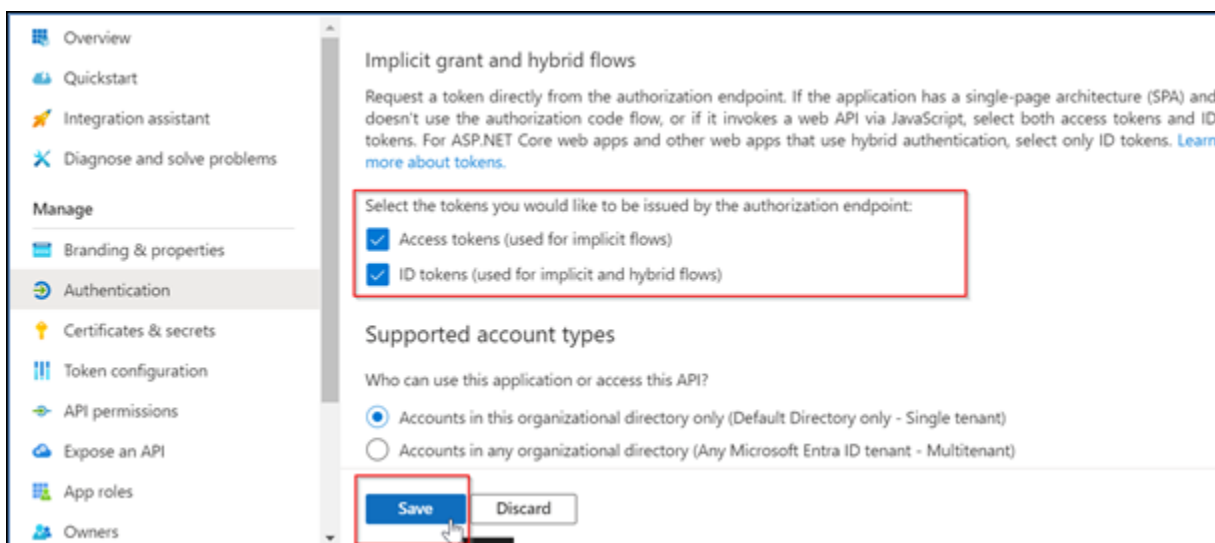 Overview
Quickstart
Integration assistant
Diagnose and solve problems
Manage
Branding & properties
Authentication
Certificates & secrets
Token configuration
API permissions
Expose an API
App roles
Owners
Implicit grant and hybrid flows
Request a token directly from the authorization endpoint. If the application has a single-page architecture (SPA) and
doesn't use the authorization code flow, or if it invokes a web API via JavaScript, select both access tokens and ID
tokens. For ASP.NET Core web apps and other web apps that use hybrid authentication, select only ID tokens. Learn
more about tokens.
Select the tokens you would like to be issued by the authorization endpoint:
Access tokens (used for implicit flows)
ID tokens (used for implicit and hybrid flows)
Supported account types
Who can use this application or access this API?
Accounts in this organizational directory only (Default Directory only - Single tenant)
Accounts in any organizational directory (Any Microsoft Entra ID tenant - Multitenant)
Save
Discard